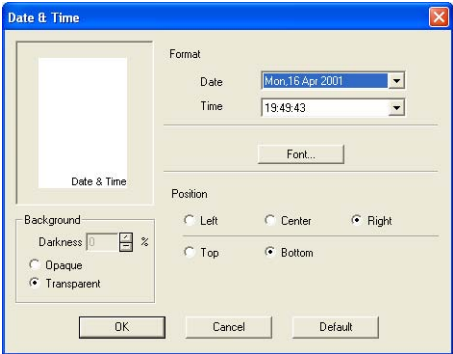 Date & Time
Format
Date Mon,16 Apr 2001
Time 19:49:43
Font...
Date & Time
Position
Left Center Right
Top Bottom
Background
Darkness 0 %
Opaque
Transparent
OK Cancel Default